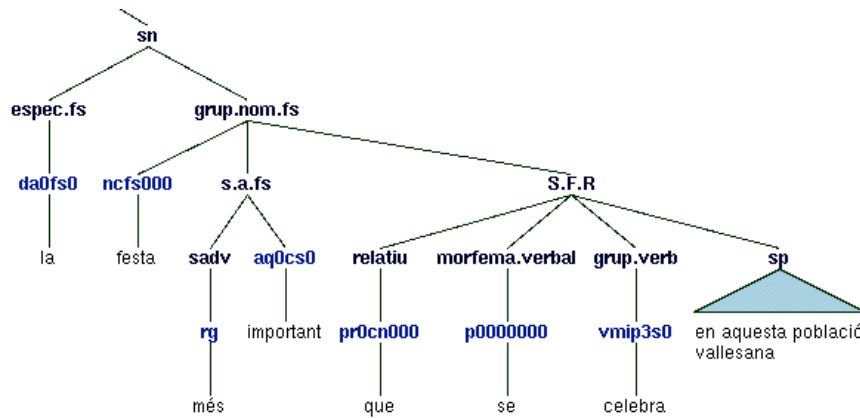 sn
espec.fs grup.nom.fs
da0fs0 ncfs000 s.a.fs S.F.R
la festa sadv aq0cs0 relatiu morfema.verbal grup.verb sp
rg important pr0cn000 p0000000 vmip3s0 en aquesta població
vallesana
més que se celebra